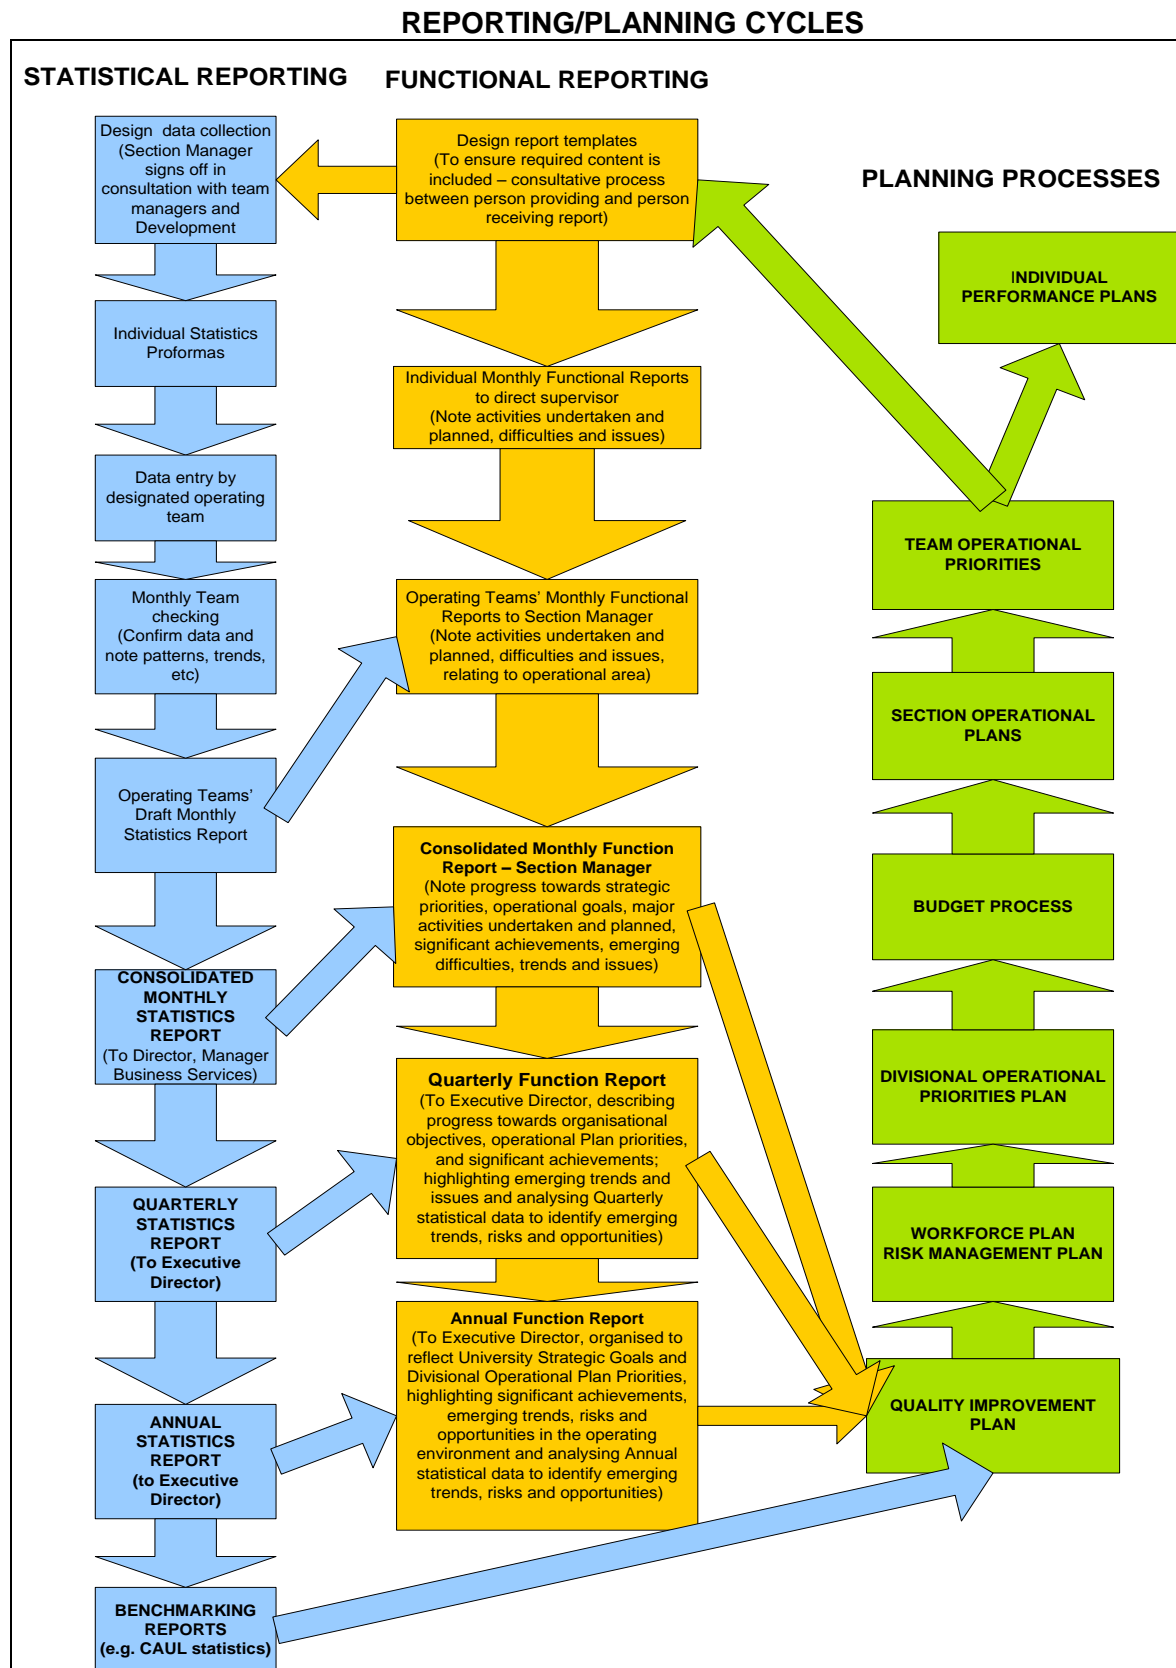 REPORTING/PLANNING CYCLES
STATISTICAL REPORTING
Design data collection
(Section Manager
signs off in
consultation with team
managers and
Development
Individual Statistics
Proformas
Data entry by
designated operating
team
Monthly Team
checking
(Confirm data and
note patterns, trends,
etc)
Operating Teams’
Draft Monthly
Statistics Report
CONSOLIDATED
MONTHLY
STATISTICS
REPORT
(To Director, Manager
Business Services)
QUARTERLY
STATISTICS
REPORT
(To Executive
Director)
ANNUAL
STATISTICS
REPORT
(to Executive
Director)
BENCHMARKING
REPORTS
(e.g. CAUL statistics)
FUNCTIONAL REPORTING
Design report templates
(To ensure required content is
included – consultative process
between person providing and person
receiving report)
Individual Monthly Functional Reports
to direct supervisor
(Note activities undertaken and
planned, difficulties and issues)
Operating Teams’ Monthly Functional
Reports to Section Manager
(Note activities undertaken and
planned, difficulties and issues,
relating to operational area)
Consolidated Monthly Function
Report – Section Manager
(Note progress towards strategic
priorities, operational goals, major
activities undertaken and planned,
significant achievements, emerging
difficulties, trends and issues)
Quarterly Function Report
(To Executive Director, describing
progress towards organisational
objectives, operational Plan priorities,
and significant achievements;
highlighting emerging trends and
issues and analysing Quarterly
statistical data to identify emerging
trends, risks and opportunities)
Annual Function Report
(To Executive Director, organised to
reflect University Strategic Goals and
Divisional Operational Plan Priorities,
highlighting significant achievements,
emerging trends, risks and
opportunities in the operating
environment and analysing Annual
statistical data to identify emerging
trends, risks and opportunities)
PLANNING PROCESSES
INDIVIDUAL
PERFORMANCE PLANS
TEAM OPERATIONAL
PRIORITIES
SECTION OPERATIONAL
PLANS
BUDGET PROCESS
DIVISIONAL OPERATIONAL
PRIORITIES PLAN
WORKFORCE PLAN
RISK MANAGEMENT PLAN
QUALITY IMPROVEMENT
PLAN